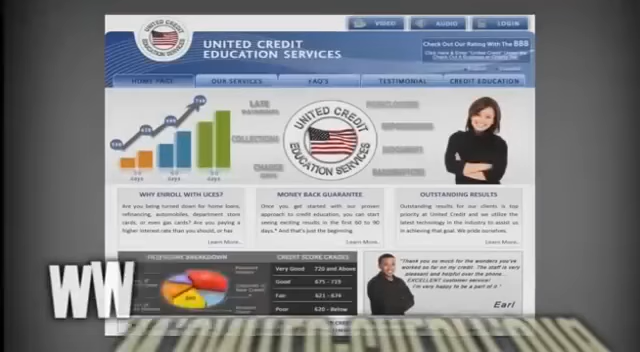 VIDEO
AUDIO
LOGIN
UNITED CREDIT
EDUCATION SERVICES
UNITED CREDIT
EDUCATION SERVICES
Check Out Our Rating With The BBB
HOME PAGE
OUR SERVICES
FAQ'S
TESTIMONIAL
CREDIT EDUCATION
LATE
COLLECTIONS
UNITED CREDIT
EDUCATION SERVICES
WHY ENROLL WITH UCES?
Are you being turned down for home loans,
refinancing, automobiles, department store
cards, or even gas cards? Are you paying a
higher interest rate than you should, or has
Learn More..
MONEY BACK GUARANTEE
Once you get started with our proven
approach to credit education, you can start
seeing exciting results in the first 60 to 90
days.* And that's just the beginning.
Learn More..
OUTSTANDING RESULTS
Outstanding results for our clients is top
priority at United Credit and we utilize the
latest technology in the industry to assist us
in achieving that goal. We pride ourselves.
Learn More..
FICO SCORE BREAKDOWN
CREDIT SCORE GRADES
Very Good 720 and Above
Good 675 - 719
Fair 621 - 674
Poor 620 - Below
"Thank you so much for the wonders you've
worked so far on my credit. The staff is very
pleasant and helpful over the phone...
EXCELLENT customer service!
I'm very happy to be a part of it."
Earl
WW